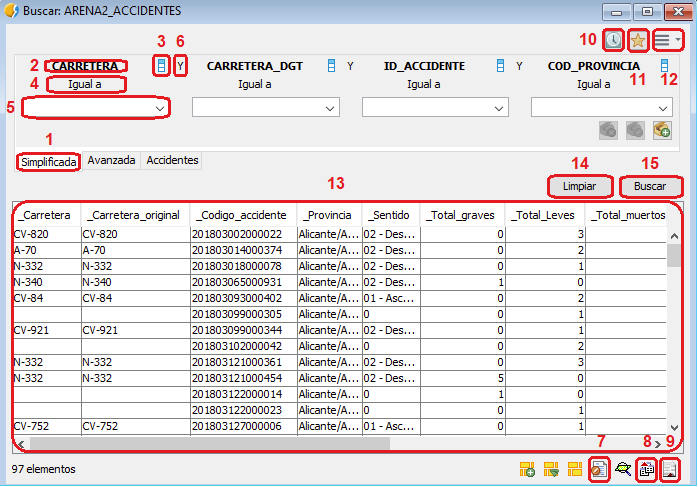 Buscar: ARENA2_ACCIDENTES
3 6 10
2 CARRETERA Y CARRETERA_DGT Y ID_ACCIDENTE Y COD_PROVINCIA
4 Igual a Igual a Igual a Igual a 11 12
5
1
Simplificada Avanzada Accidentes
13 14 15
Limpiar Buscar
_Carretera _Carretera_original _Codigo_accidente _Provincia _Sentido _Total_graves _Total_Leves _Total_muertos
CV-820 CV-820 201803002000022 Alicante/A... 02 - Des... 0 3
A-70 A-70 201803014000374 Alicante/A... 02 - Des... 0 2
N-332 N-332 201803018000078 Alicante/A... 02 - Des... 0 1
N-340 N-340 201803065000931 Alicante/A... 02 - Des... 1 0
CV-84 CV-84 201803093000402 Alicante/A... 01 - Asc... 0 2
201803099000305 Alicante/A... 0 0 1
CV-921 CV-921 201803099000344 Alicante/A... 02 - Des... 0 1
201803102000042 Alicante/A... 0 0 2
N-332 N-332 201803121000361 Alicante/A... 02 - Des... 0 3
N-332 N-332 201803121000454 Alicante/A... 02 - Des... 5 0
201803122000014 Alicante/A... 0 1 0
201803122000023 Alicante/A... 0 0 1
CV-752 CV-752 201803127000006 Alicante/A... 01 - Asc... 0 1
7 8 9
97 elementos